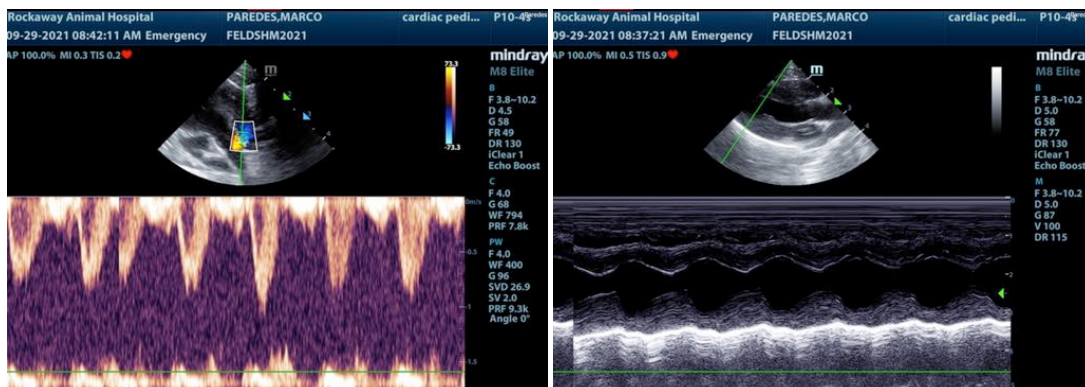 Rockaway Animal Hospital PAREDES,MARCO cardiac pedi... P10-4s
09-29-2021 08:42:11 AM Emergency FELDSHM2021
AP 100.0% MI 0.3 TIS 0.2
mindray
M8 Elite
m
73.3
-73.3
2
2
4
B
F 3.8~10.2
D 4.5
G 58
FR 49
DR 130
iClear 1
Echo Boost
C
F 4.0
G 68
WF 794
PRF 7.8k
PW
F 4.0
WF 400
G 96
SVD 26.9
SV 2.0
PRF 9.3k
Angle 0°
0m/s
-0.5
-1
-1.5
Rockaway Animal Hospital PAREDES,MARCO cardiac pedi... P10-4s
09-29-2021 08:37:21 AM Emergency FELDSHM2021
AP 100.0% MI 0.5 TIS 0.9
mindray
M8 Elite
m
4
B
F 3.8~10.2
D 5.0
G 58
FR 77
DR 130
iClear 1
Echo Boost
M
F 3.8~10.2
D 5.0
G 87
V 100
DR 115
0
2